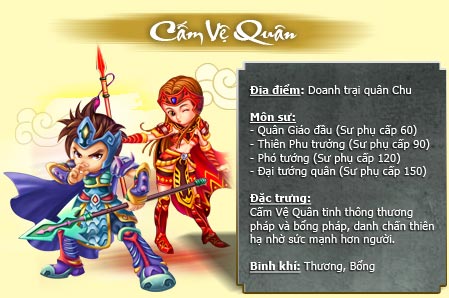 Cấm Vệ Quân
Địa điểm: Doanh trại quân Chu
Môn sư:
- Quân Giáo đầu (Sư phụ cấp 60)
- Thiên Phu trưởng (Sư phụ cấp 90)
- Phó tướng (Sư phụ cấp 120)
- Đại tướng quân (Sư phụ cấp 150)
Đặc trưng:
Cấm Vệ Quân tinh thông thương
pháp và bổng pháp, danh chấn thiên
hạ nhờ sức mạnh hơn người.
Binh khí: Thương, Bổng